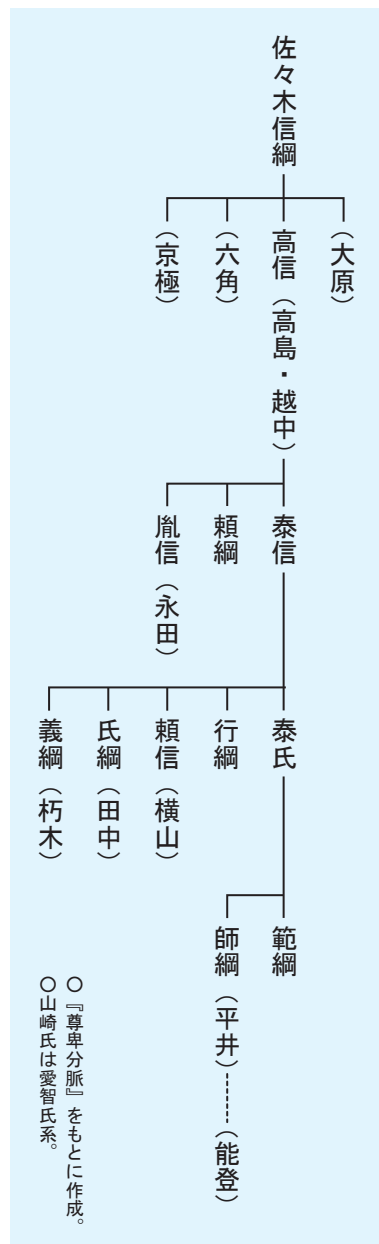 佐々木信綱
（大原）
高信（高島・越中）
（六角）
（京極）
泰信
頼綱
胤信（永田）
泰氏
行綱
頼信（横山）
氏綱（田中）
義綱（朽木）
範綱
師綱（平井）
（能登）
○『尊卑分脈』をもとに作成。
○山崎氏は愛智氏系。